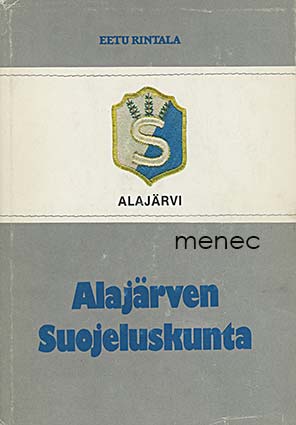 EETU RINTALA
S
ALAJÄRVI
menec
Alajärven
Suojeluskunta